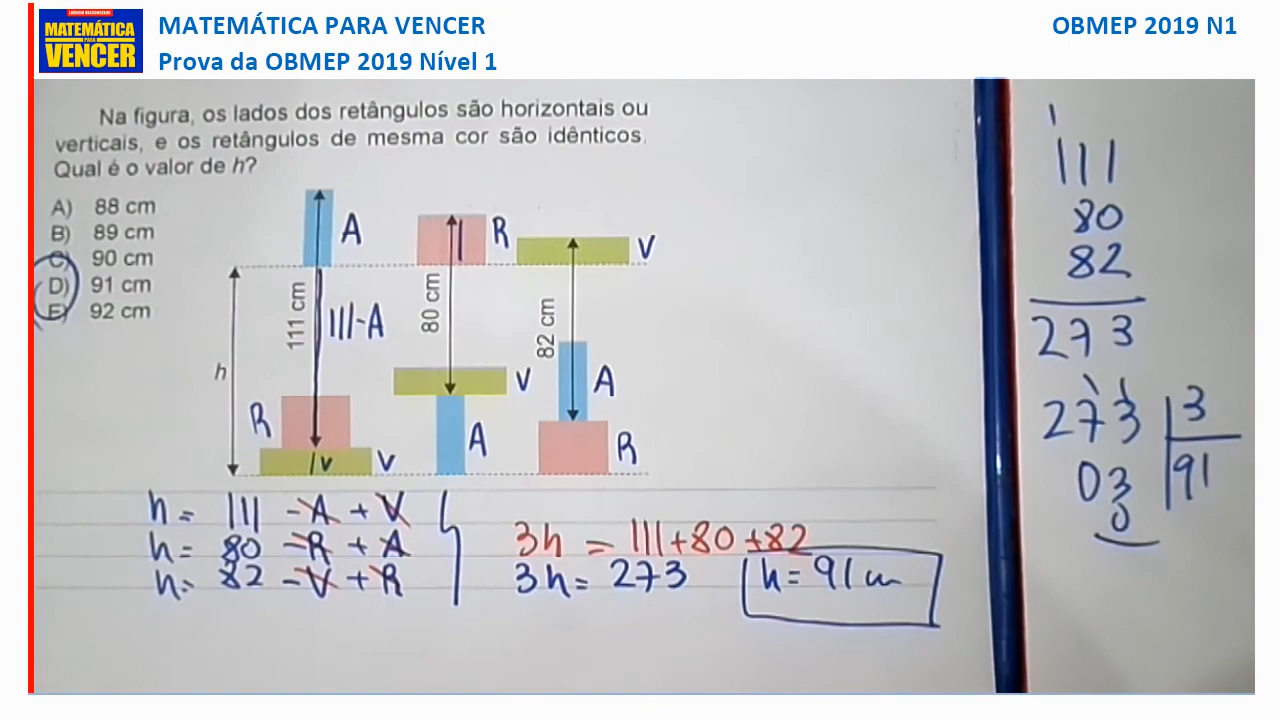 LAÉRCIO VASCONCELOS
MATEMÁTICA
PARA
VENCER
MATEMÁTICA PARA VENCER
OBMEP 2019 N1
Prova da OBMEP 2019 Nível 1
Na figura, os lados dos retângulos são horizontais ou
verticais, e os retângulos de mesma cor são idênticos.
Qual é o valor de h?
A) 88 cm
B) 89 cm
C) 90 cm
D) 91 cm
E) 92 cm
A
R
V
111 cm
111-A
80 cm
82 cm
h
R
V
A
V
V
A
R
h = 111 - A + V
h = 80 - R + A
h = 82 - V + R
3h = 111+80+82
3h = 273
h = 91 cm
1
111
80
82
273
273 3
03 91
0